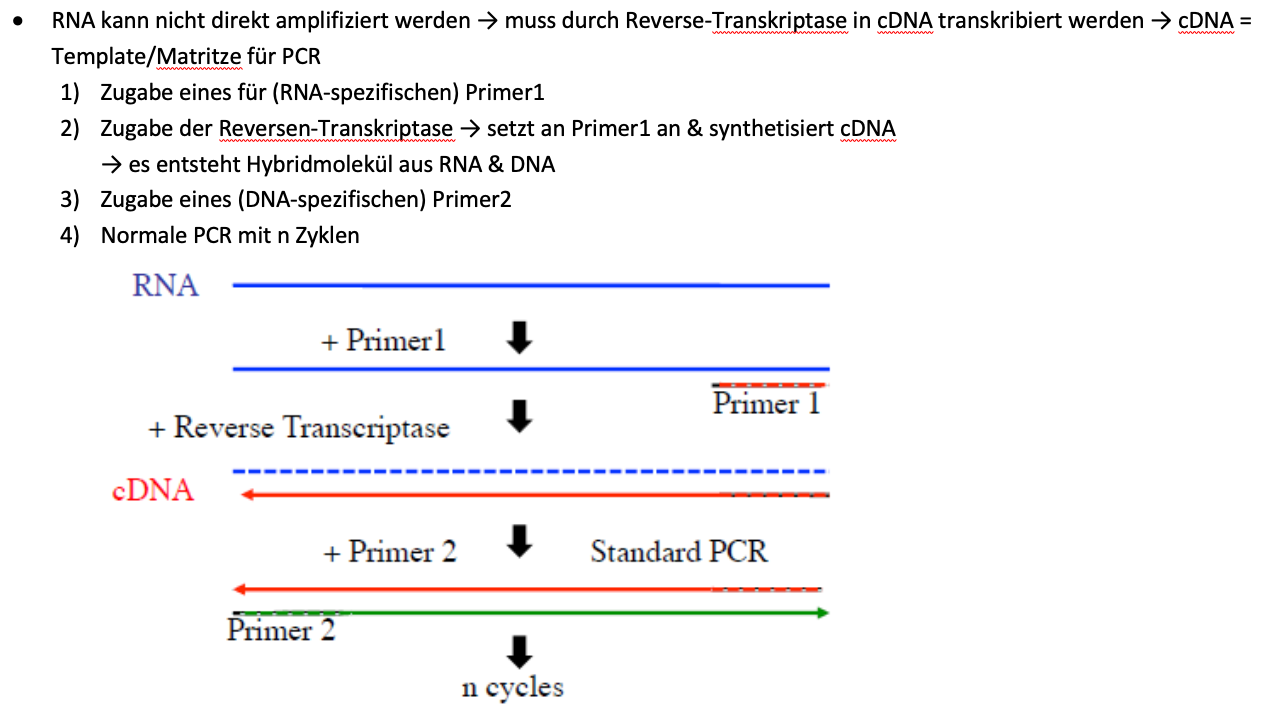 • RNA kann nicht direkt amplifiziert werden → muss durch Reverse-Transkriptase in cDNA transkribiert werden → cDNA =
Template/Matritze für PCR
1) Zugabe eines für (RNA-spezifischen) Primer1
2) Zugabe der Reversen-Transkriptase → setzt an Primer1 an & synthetisiert cDNA
→ es entsteht Hybridmolekül aus RNA & DNA
3) Zugabe eines (DNA-spezifischen) Primer2
4) Normale PCR mit n Zyklen
RNA
+ Primer1
Primer 1
+ Reverse Transcriptase
cDNA
+ Primer 2 Standard PCR
Primer 2
n cycles